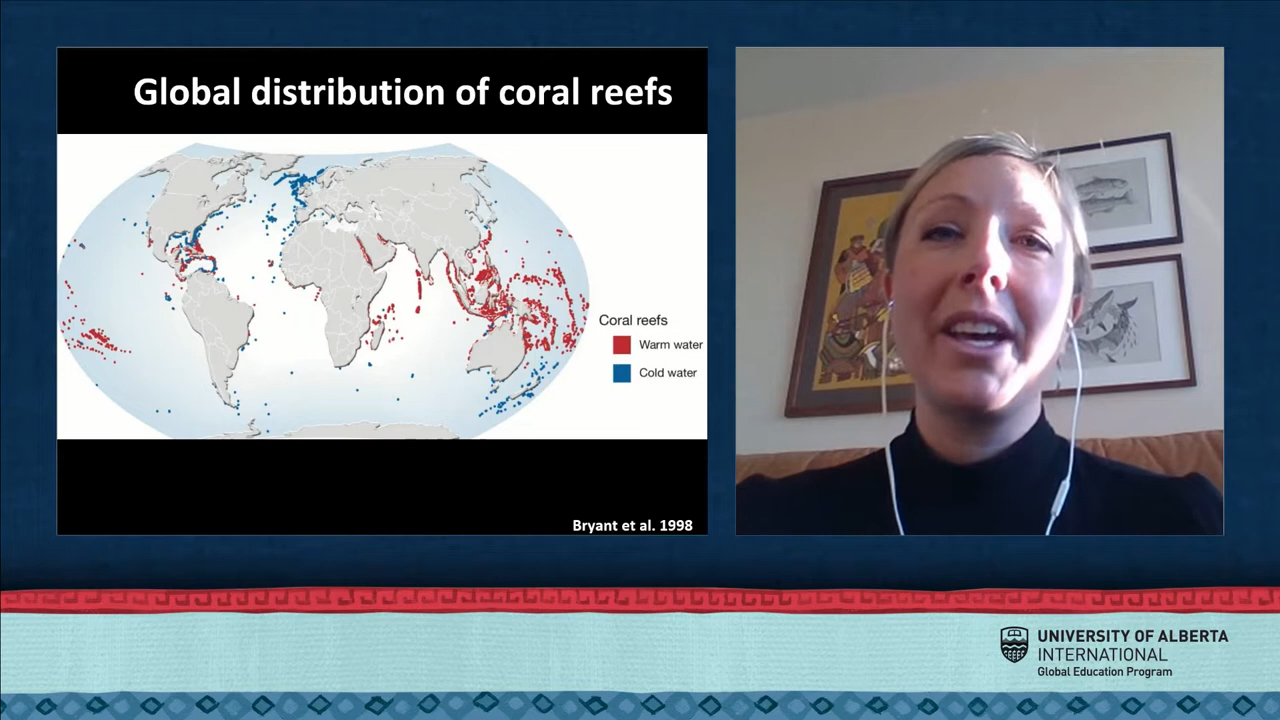 Global distribution of coral reefs
Coral reefs
Warm water
Cold water
Bryant et al. 1998
UNIVERSITY OF ALBERTA
INTERNATIONAL
Global Education Program